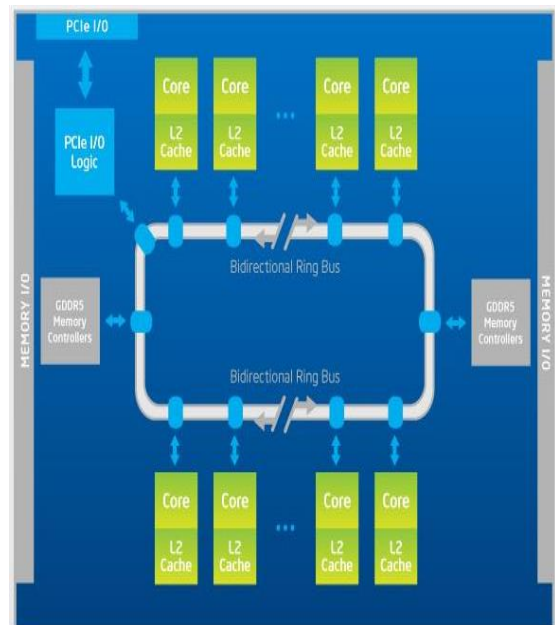 PCIe I/O
PCIe I/O
Logic
Core
L2
Cache
Core
L2
Cache
...
Core
L2
Cache
Core
L2
Cache
Bidirectional Ring Bus
MEMORY I/O
GDDR5
Memory
Controllers
GDDR5
Memory
Controllers
MEMORY I/O
Bidirectional Ring Bus
Core
L2
Cache
Core
L2
Cache
...
Core
L2
Cache
Core
L2
Cache